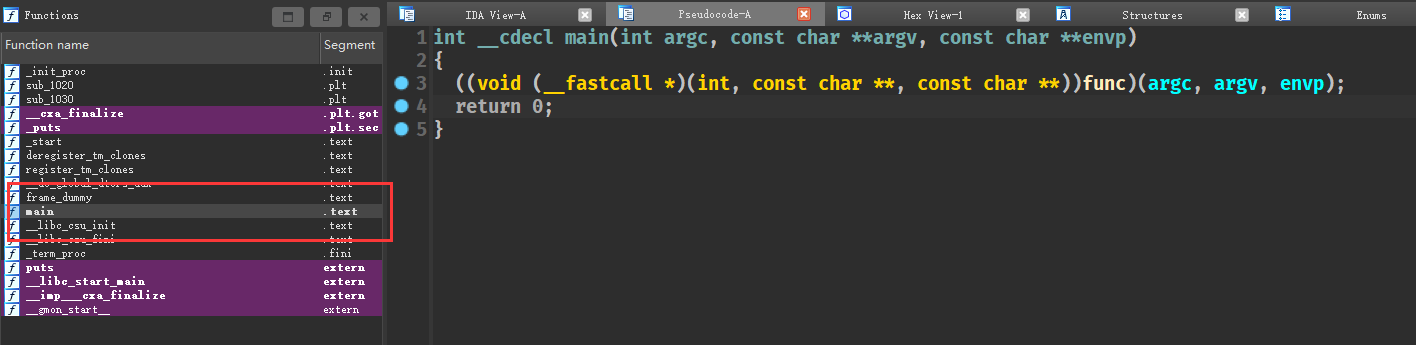 Functions
Function name Segment
_init_proc .init
sub_1020 .plt
sub_1030 .plt
__cxa_finalize .plt.got
_puts .plt.sec
_start .text
deregister_tm_clones .text
register_tm_clones .text
__do_global_dtors_aux .text
frame_dummy .text
main .text
__libc_csu_init .text
__libc_csu_fini .text
_term_proc .fini
puts extern
__libc_start_main extern
__imp___cxa_finalize extern
__gmon_start__ extern
IDA View-A Pseudocode-A Hex View-1 Structures Enums
1 int __cdecl main(int argc, const char **argv, const char **envp)
2 {
3 ((void (__fastcall *)(int, const char **, const char **))func)(argc, argv, envp);
4 return 0;
5 }